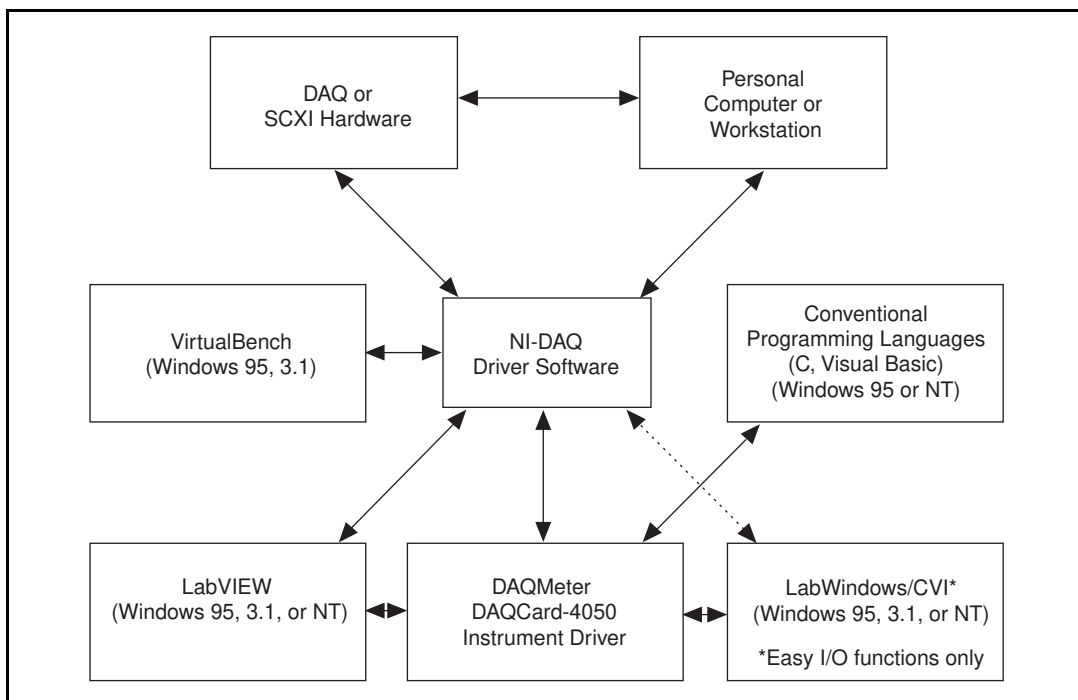 DAQ or
SCXI Hardware
Personal
Computer or
Workstation
VirtualBench
(Windows 95, 3.1)
NI-DAQ
Driver Software
Conventional
Programming Languages
(C, Visual Basic)
(Windows 95 or NT)
LabVIEW
(Windows 95, 3.1, or NT)
DAQMeter
DAQCard-4050
Instrument Driver
LabWindows/CVI*
(Windows 95, 3.1, or NT)
*Easy I/O functions only